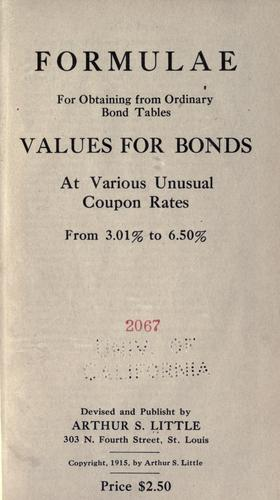 FORMULAE
For Obtaining from Ordinary
Bond Tables
VALUES FOR BONDS
At Various Unusual
Coupon Rates
From 3.01% to 6.50%
2067
UNIV. OF
CALIFORNIA
Devised and Publisht by
ARTHUR S. LITTLE
303 N. Fourth Street, St. Louis
Copyright, 1915, by Arthur S. Little
Price $2.50